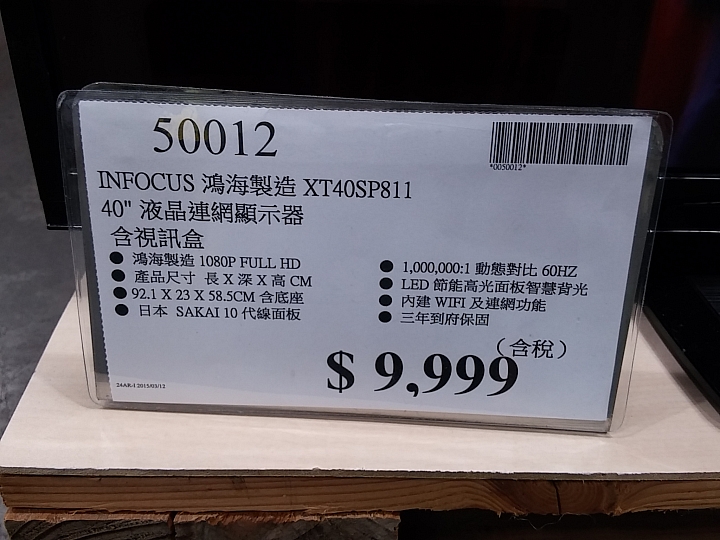 50012
*0050012*
INFOCUS 鴻海製造 XT40SP811
40" 液晶連網顯示器
含視訊盒
● 鴻海製造 1080P FULL HD
● 產品尺寸 長 X 深 X 高 CM
● 92.1 X 23 X 58.5CM 含底座
● 日本 SAKAI 10 代線面板
● 1,000,000:1 動態對比 60HZ
● LED 節能高光面板智慧背光
● 內建 WIFI 及連網功能
● 三年到府保固
（含稅）
$ 9,999
24AR-I 2015/03/12